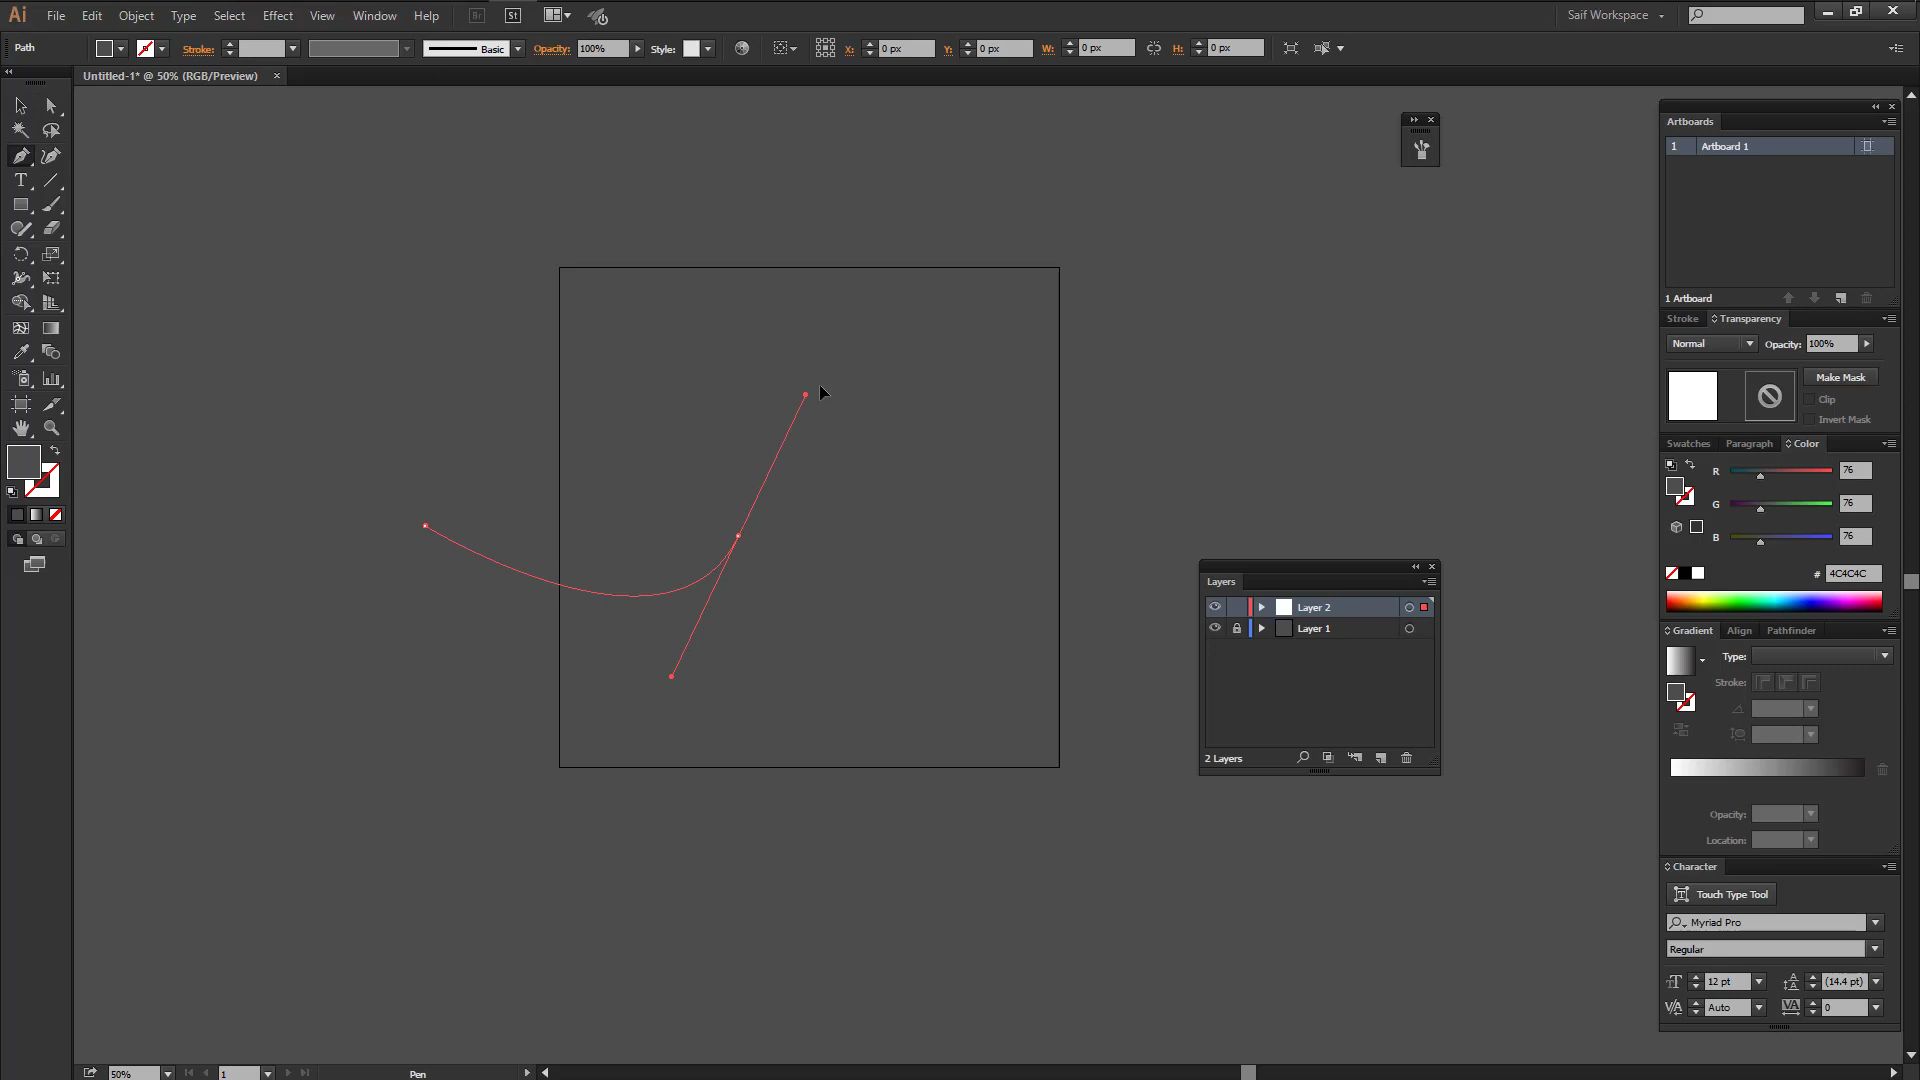 Ai File Edit Object Type Select Effect View Window Help Br St Saif Workspace
Path Stroke: Basic Opacity: 100% Style: X: 0 px Y: 0 px W: 0 px H: 0 px
Untitled-1* @ 50% (RGB/Preview)
Artboards
1 Artboard 1
1 Artboard
Stroke Transparency
Normal Opacity: 100%
Make Mask
Clip
Invert Mask
Swatches Paragraph Color
R 76
G 76
B 76
# 4C4C4C
Gradient Align Pathfinder
Type:
Stroke:
Opacity:
Location:
Character
Touch Type Tool
Myriad Pro
Regular
12 pt (14.4 pt)
Auto 0
Layers
Layer 2
Layer 1
2 Layers
50% 1 Pen